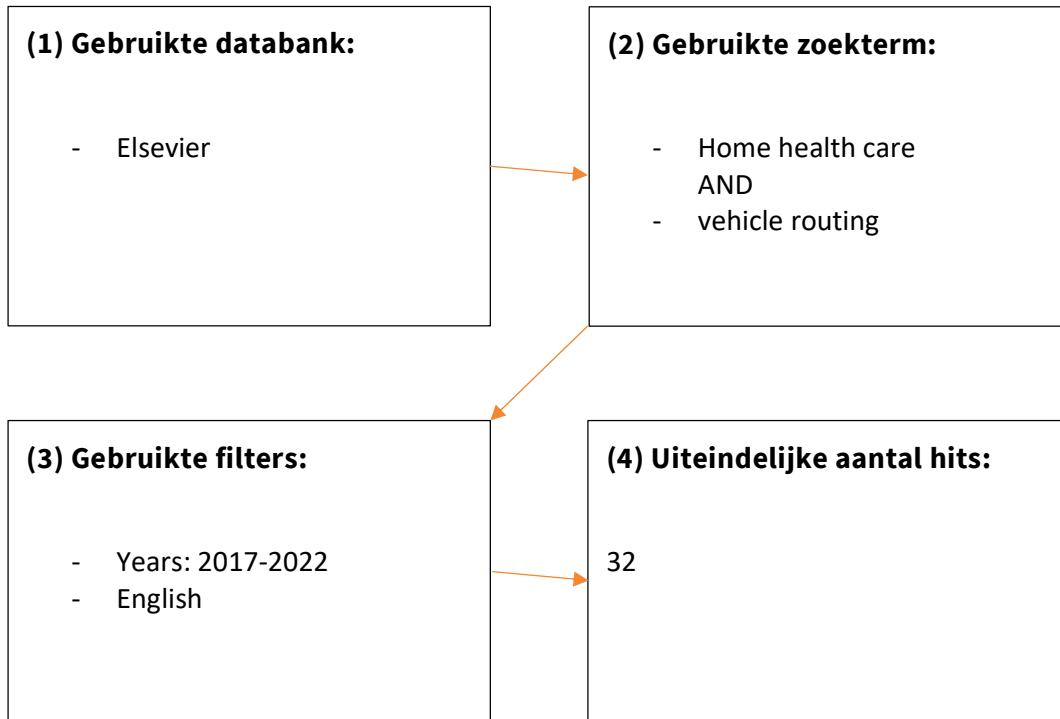 (1) Gebruikte databank:
- Elsevier
(2) Gebruikte zoekterm:
- Home health care
AND
- vehicle routing
(3) Gebruikte filters:
- Years: 2017-2022
- English
(4) Uiteindelijke aantal hits:
32